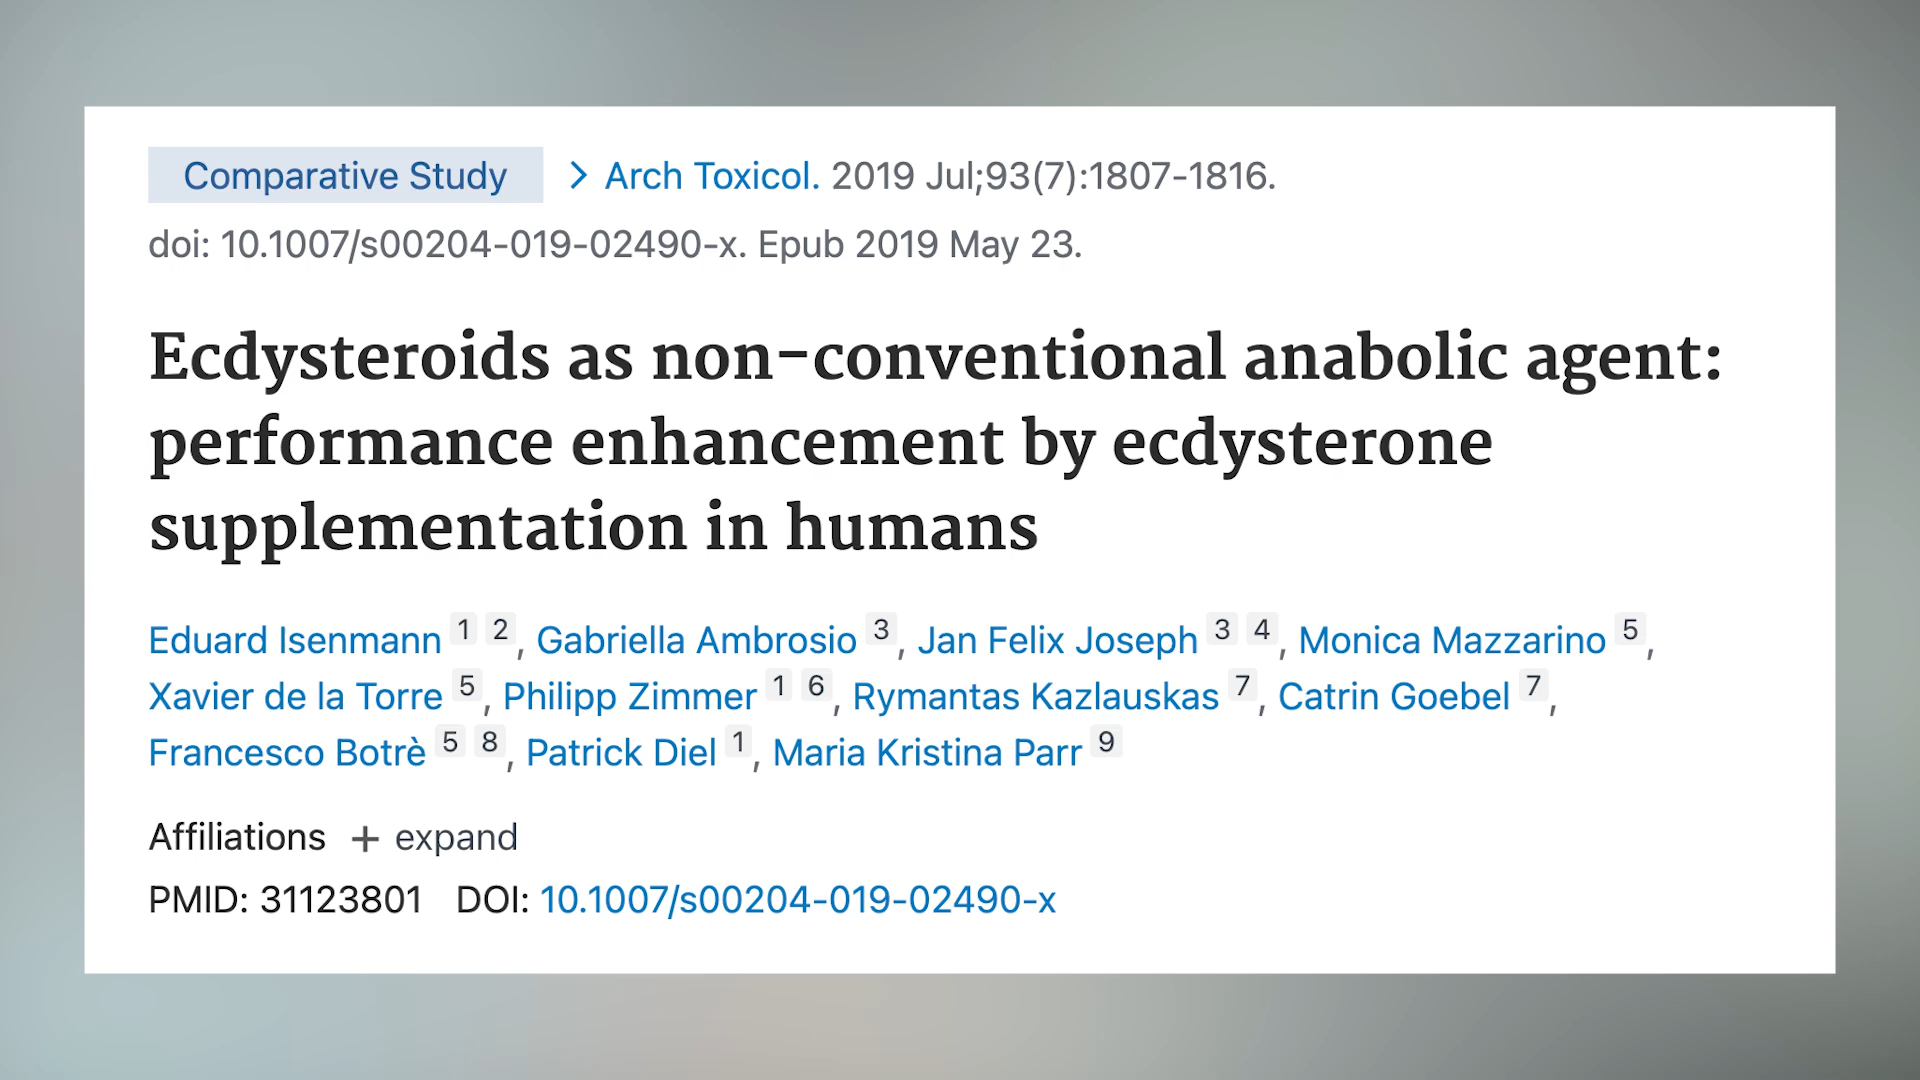 Comparative Study > Arch Toxicol. 2019 Jul;93(7):1807-1816.
doi: 10.1007/s00204-019-02490-x. Epub 2019 May 23.
Ecdysteroids as non-conventional anabolic agent:
performance enhancement by ecdysterone
supplementation in humans
Eduard Isenmann 1 2, Gabriella Ambrosio 3, Jan Felix Joseph 3 4, Monica Mazzarino 5,
Xavier de la Torre 5, Philipp Zimmer 1 6, Rymantas Kazlauskas 7, Catrin Goebel 7,
Francesco Botrè 5 8, Patrick Diel 1, Maria Kristina Parr 9
Affiliations + expand
PMID: 31123801 DOI: 10.1007/s00204-019-02490-x